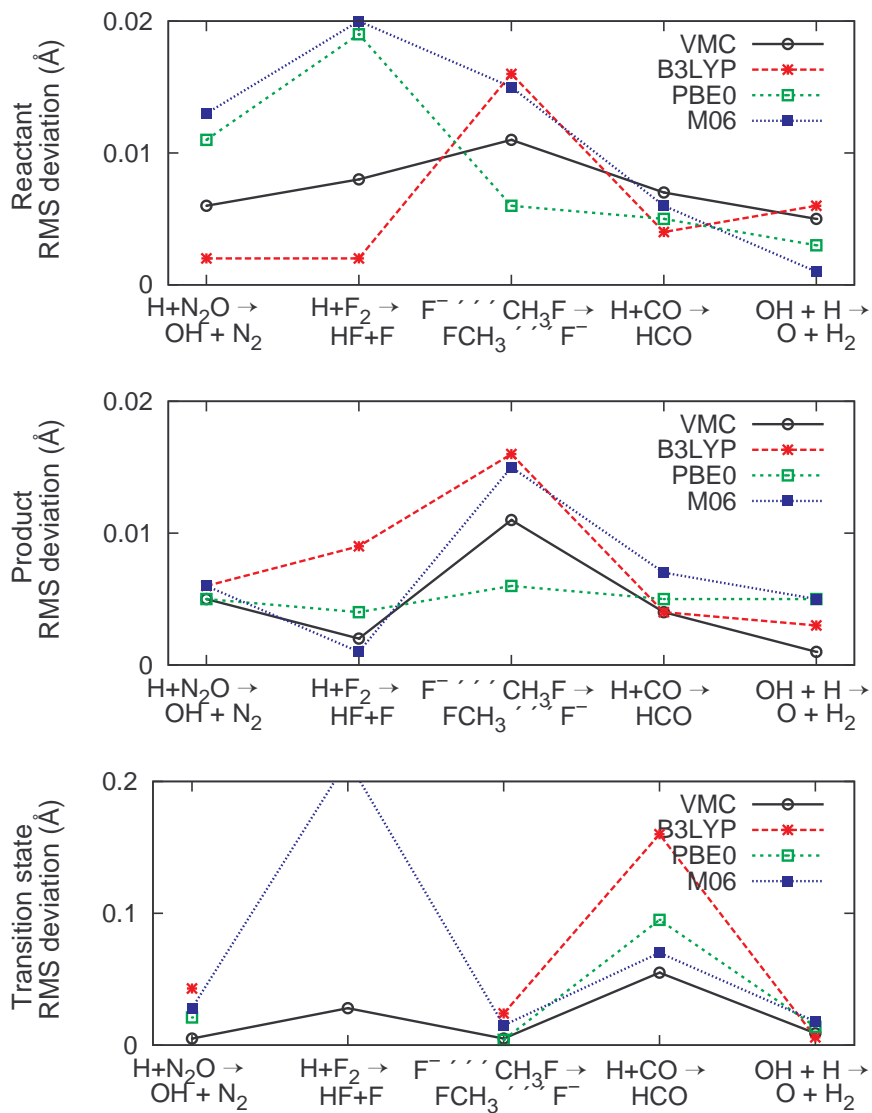 Reactant
RMS deviation (Å)
0.02
0.01
0
VMC
B3LYP
PBE0
M06
H+N₂O →
OH + N₂
H+F₂ →
HF+F
F⁻ ´ ´ ´ CH₃F →
FCH₃ ´ ´ ´ F⁻
H+CO →
HCO
OH + H →
O + H₂
Product
RMS deviation (Å)
0.02
0.01
0
VMC
B3LYP
PBE0
M06
H+N₂O →
OH + N₂
H+F₂ →
HF+F
F⁻ ´ ´ ´ CH₃F →
FCH₃ ´ ´ ´ F⁻
H+CO →
HCO
OH + H →
O + H₂
Transition state
RMS deviation (Å)
0.2
0.1
0
VMC
B3LYP
PBE0
M06
H+N₂O →
OH + N₂
H+F₂ →
HF+F
F⁻ ´ ´ ´ CH₃F →
FCH₃ ´ ´ ´ F⁻
H+CO →
HCO
OH + H →
O + H₂